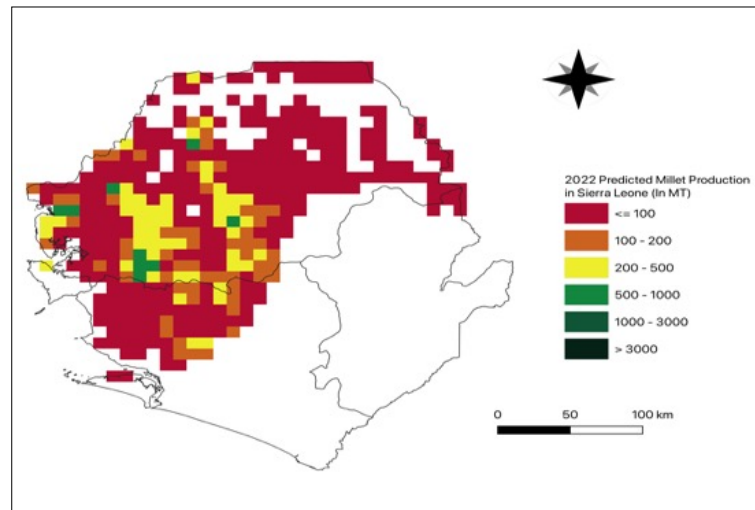 2022 Predicted Millet Production
in Sierra Leone (In MT)
<= 100
100 - 200
200 - 500
500 - 1000
1000 - 3000
> 3000
0 50 100 km